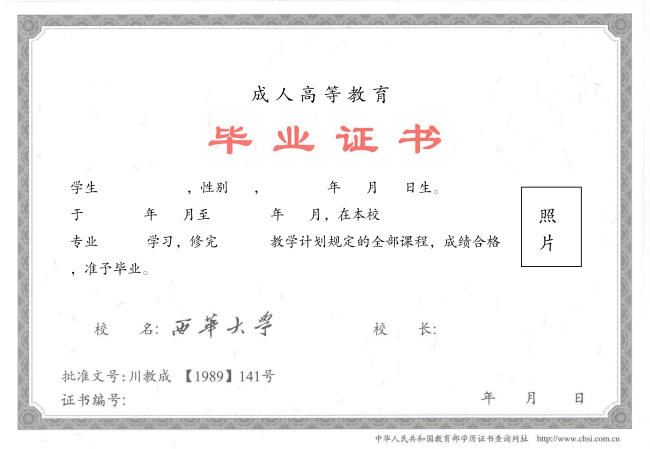 成人高等教育
毕业证书
学生 ，性别 ， 年 月 日生。
于 年 月至 年 月，在本校
专业 学习，修完 教学计划规定的全部课程，成绩合格
，准予毕业。
照
片
校 名：西华大学
校 长：
批准文号：川教成 【1989】141号
证书编号：
年 月 日
中华人民共和国教育部学历证书查询网址 http://www.chsi.com.cn